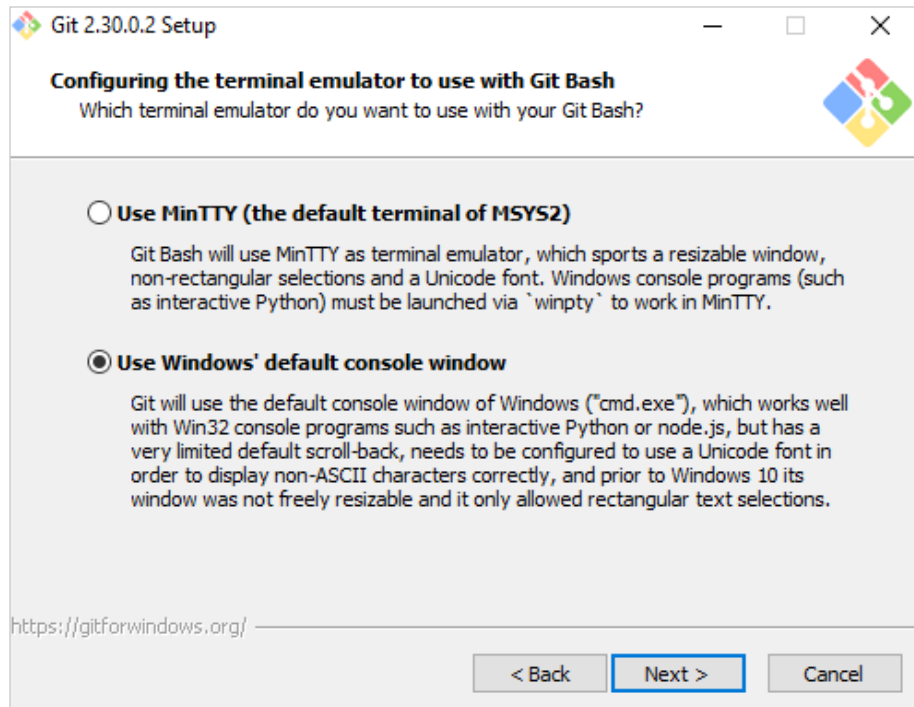 Git 2.30.0.2 Setup
Configuring the terminal emulator to use with Git Bash
Which terminal emulator do you want to use with your Git Bash?
Use MinTTY (the default terminal of MSYS2)
Git Bash will use MinTTY as terminal emulator, which sports a resizable window,
non-rectangular selections and a Unicode font. Windows console programs (such
as interactive Python) must be launched via `winpty` to work in MinTTY.
Use Windows' default console window
Git will use the default console window of Windows ("cmd.exe"), which works well
with Win32 console programs such as interactive Python or node.js, but has a
very limited default scroll-back, needs to be configured to use a Unicode font in
order to display non-ASCII characters correctly, and prior to Windows 10 its
window was not freely resizable and it only allowed rectangular text selections.
https://gitforwindows.org/
< Back Next > Cancel